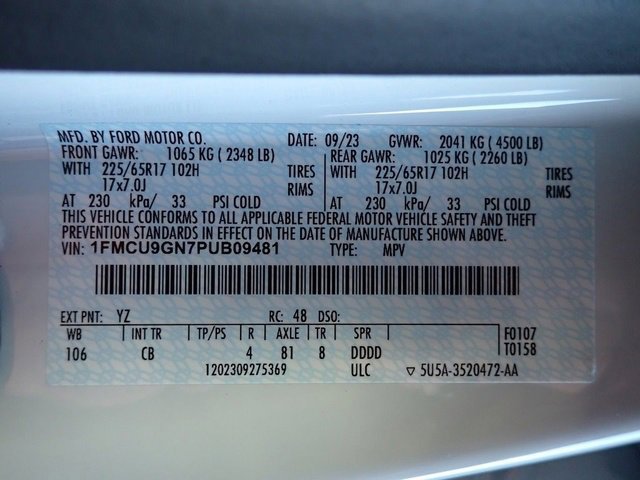 MFD. BY FORD MOTOR CO. DATE: 09/23 GVWR: 2041 KG ( 4500 LB)
FRONT GAWR: 1065 KG ( 2348 LB) REAR GAWR: 1025 KG ( 2260 LB)
WITH 225/65R17 102H TIRES WITH 225/65R17 102H TIRES
17x7.0J RIMS 17x7.0J RIMS
AT 230 kPa/ 33 PSI COLD AT 230 kPa/ 33 PSI COLD
THIS VEHICLE CONFORMS TO ALL APPLICABLE FEDERAL MOTOR VEHICLE SAFETY AND THEFT
PREVENTION STANDARDS IN EFFECT ON THE DATE OF MANUFACTURE SHOWN ABOVE.
VIN: 1FMCU9GN7PUB09481 TYPE: MPV
EXT PNT: YZ RC: 48 DSO:
WB INT TR TP/PS R AXLE TR SPR F0107
106 CB 4 81 8 DDDD T0158
1202309275369 ULC ▽ 5U5A-3520472-AA